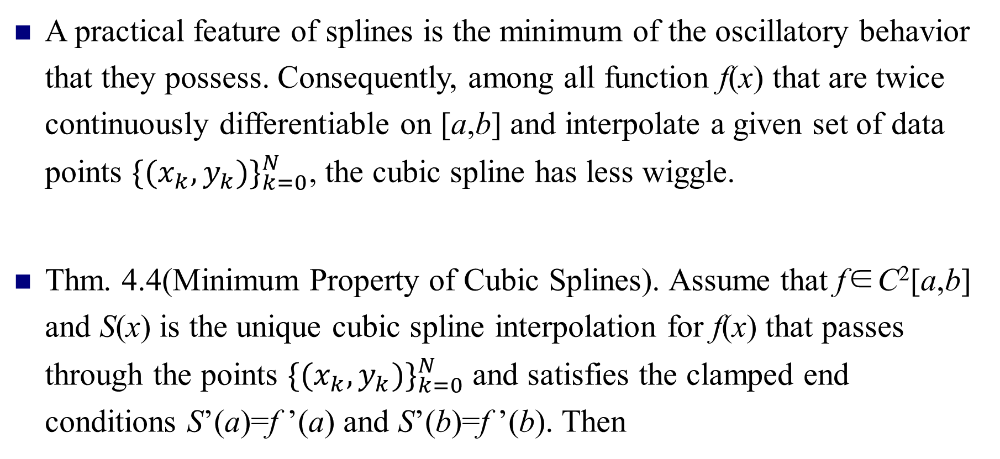 ■ A practical feature of splines is the minimum of the oscillatory behavior
that they possess. Consequently, among all function f(x) that are twice
continuously differentiable on [a,b] and interpolate a given set of data
points {(x_k, y_k)}_{k=0}^N, the cubic spline has less wiggle.
■ Thm. 4.4(Minimum Property of Cubic Splines). Assume that f∈C²[a,b]
and S(x) is the unique cubic spline interpolation for f(x) that passes
through the points {(x_k, y_k)}_{k=0}^N and satisfies the clamped end
conditions S’(a)=f ’(a) and S’(b)=f ’(b). Then